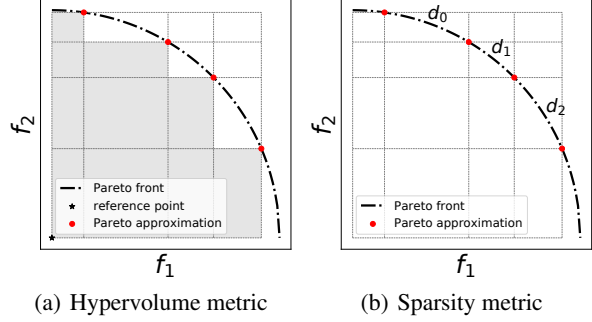 f2
Pareto front
reference point
Pareto approximation
f1
(a) Hypervolume metric
d0
d1
d2
f2
Pareto front
Pareto approximation
f1
(b) Sparsity metric